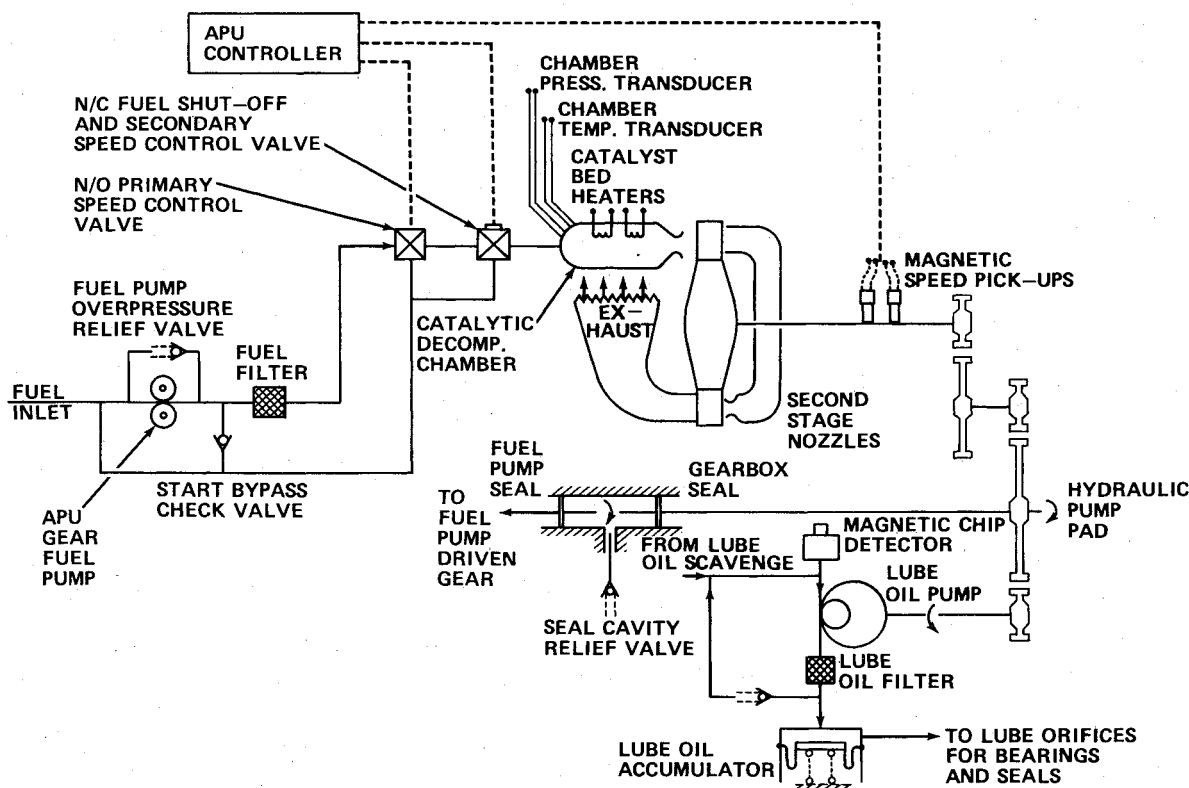 APU
CONTROLLER
CHAMBER
PRESS. TRANSDUCER
N/C FUEL SHUT-OFF
AND SECONDARY
SPEED CONTROL VALVE
CHAMBER
TEMP. TRANSDUCER
CATALYST
BED
HEATERS
N/O PRIMARY
SPEED CONTROL
VALVE
MAGNETIC
SPEED PICK-UPS
FUEL PUMP
OVERPRESSURE
RELIEF VALVE
EX-
HAUST
CATALYTIC
DECOMP.
CHAMBER
FUEL
FILTER
FUEL
INLET
SECOND
STAGE
NOZZLES
START BYPASS
CHECK VALVE
APU
GEAR
FUEL
PUMP
FUEL
PUMP
SEAL
GEARBOX
SEAL
TO
FUEL
PUMP
DRIVEN
GEAR
HYDRAULIC
PUMP
PAD
MAGNETIC CHIP
DETECTOR
FROM LUBE
OIL SCAVENGE
LUBE
OIL PUMP
SEAL CAVITY
RELIEF VALVE
LUBE
OIL FILTER
LUBE OIL
ACCUMULATOR
TO LUBE ORIFICES
FOR BEARINGS
AND SEALS